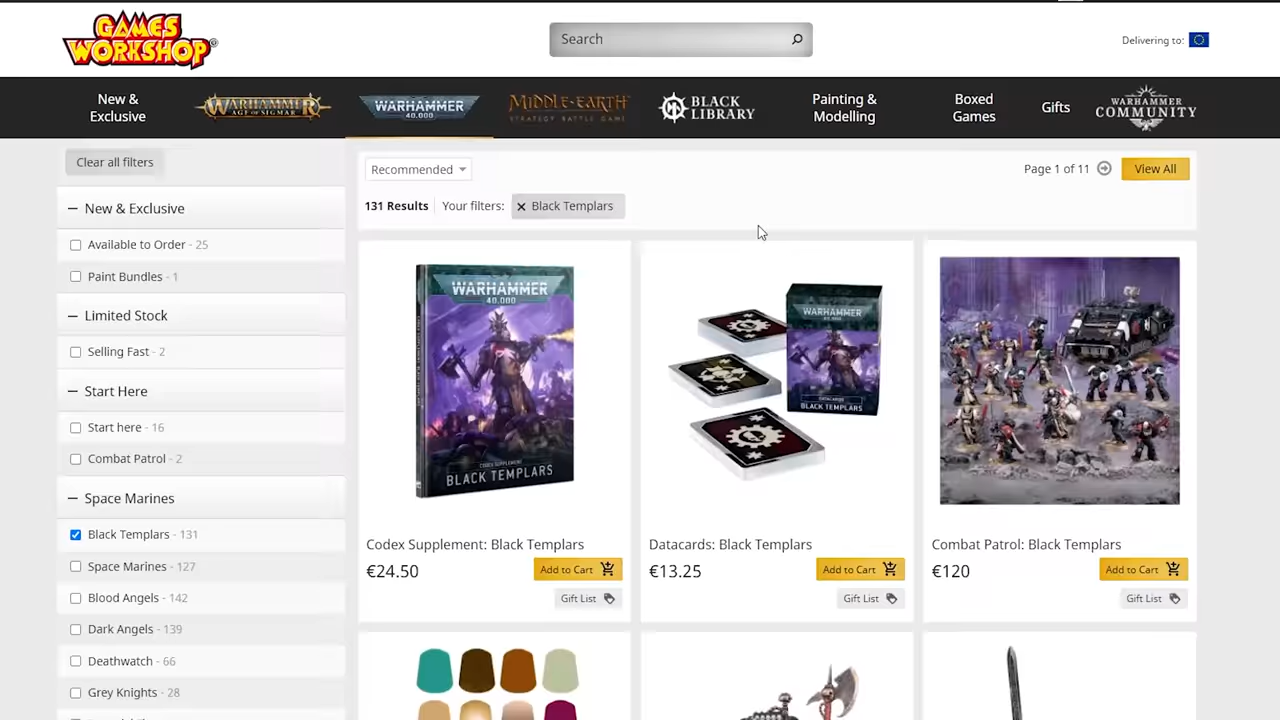 GAMES
WORKSHOP®
Search
Delivering to:
New &
Exclusive
WARHAMMER
AGE OF SIGMAR
WARHAMMER
40,000
MIDDLE-EARTH
STRATEGY BATTLE GAME
BLACK
LIBRARY
Painting &
Modelling
Boxed
Games
Gifts
WARHAMMER
COMMUNITY
Clear all filters
Recommended
Page 1 of 11
View All
131 Results
Your filters:
Black Templars
New & Exclusive
Available to Order - 25
Paint Bundles - 1
Limited Stock
Selling Fast - 2
Start Here
Start here - 16
Combat Patrol - 2
Space Marines
Black Templars - 131
Space Marines - 127
Blood Angels - 142
Dark Angels - 139
Deathwatch - 66
Grey Knights - 28
WARHAMMER
40,000
CODEX SUPPLEMENT
BLACK TEMPLARS
WARHAMMER
40,000
DATACARDS
BLACK TEMPLARS
Codex Supplement: Black Templars
€24.50
Add to Cart
Gift List
Datacards: Black Templars
€13.25
Add to Cart
Gift List
Combat Patrol: Black Templars
€120
Add to Cart
Gift List